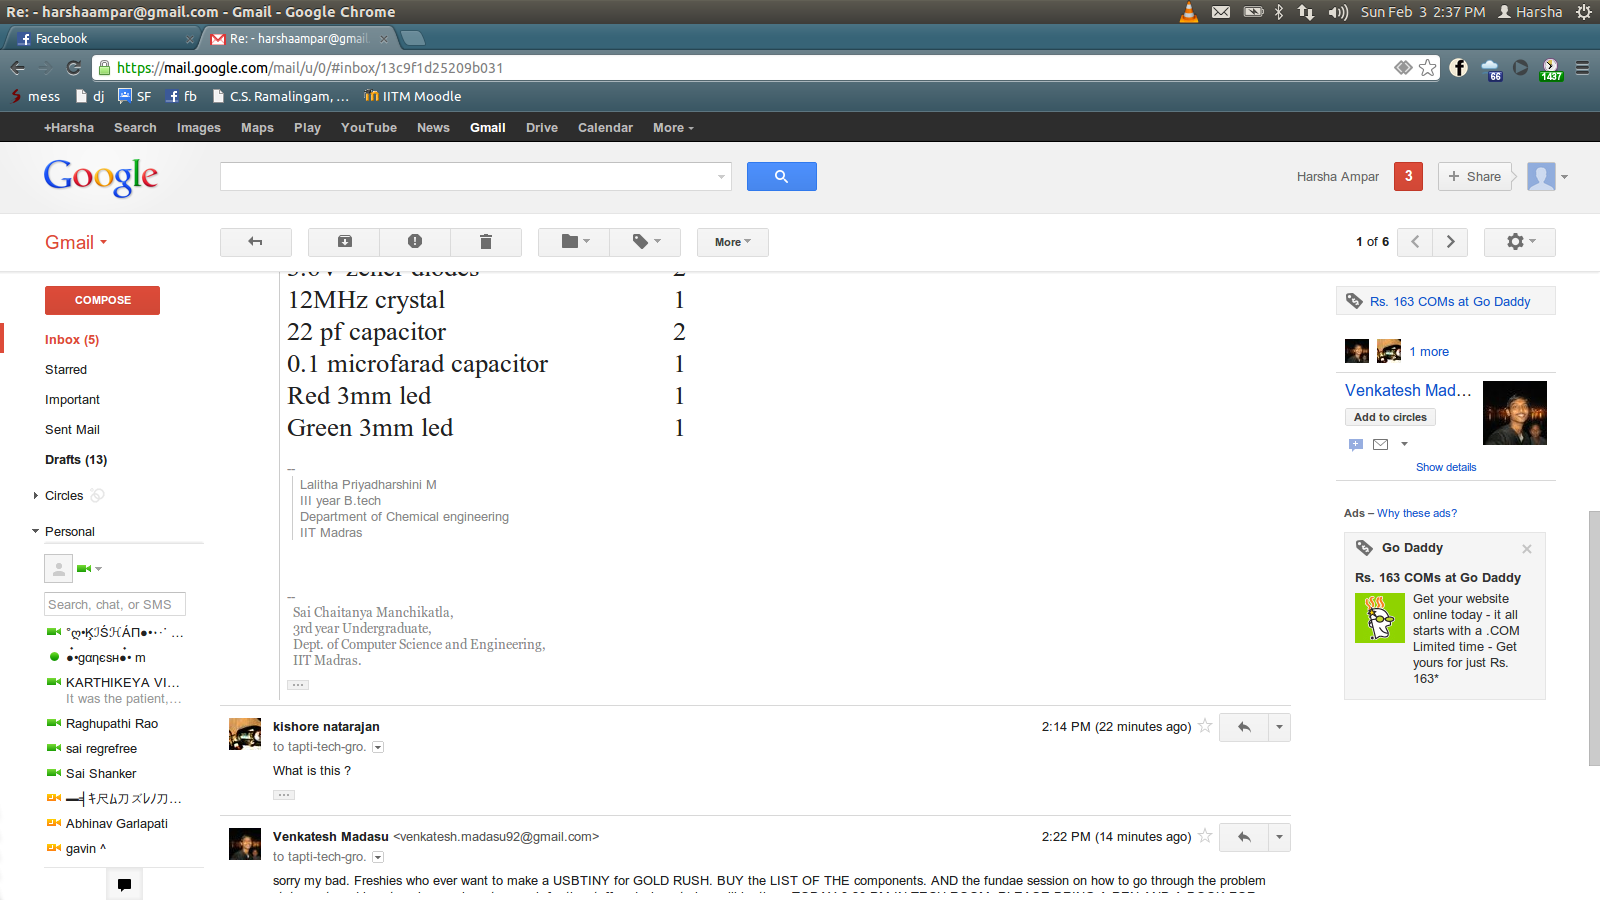 Re: - harshaampar@gmail.com - Gmail - Google Chrome
Sun Feb 3 2:37 PM Harsha
Facebook
Re: - harshaampar@gmail
https://mail.google.com/mail/u/0/#inbox/13c9f1d25209b031
66
1437
mess dj SF fb C.S. Ramalingam, ... IITM Moodle
+Harsha Search Images Maps Play YouTube News Gmail Drive Calendar More
Google
Harsha Ampar 3 + Share
Gmail
More
1 of 6
COMPOSE
Inbox (5)
Starred
Important
Sent Mail
Drafts (13)
Circles
Personal
Search, chat, or SMS
KARTHIKEYA VI...
It was the patient,...
Raghupathi Rao
sai regrefree
Sai Shanker
Abhinav Garlapati
gavin ^
5.6V zener diodes 2
12MHz crystal 1
22 pf capacitor 2
0.1 microfarad capacitor 1
Red 3mm led 1
Green 3mm led 1
--
Lalitha Priyadharshini M
III year B.tech
Department of Chemical engineering
IIT Madras
--
Sai Chaitanya Manchikatla,
3rd year Undergraduate,
Dept. of Computer Science and Engineering,
IIT Madras.
...
kishore natarajan 2:14 PM (22 minutes ago)
to tapti-tech-gro.
What is this ?
...
Venkatesh Madasu <venkatesh.madasu92@gmail.com> 2:22 PM (14 minutes ago)
to tapti-tech-gro.
sorry my bad. Freshies who ever want to make a USBTINY for GOLD RUSH. BUY the LIST OF THE components. AND the fundae session on how to go through the problem
Rs. 163 COMs at Go Daddy
1 more
Venkatesh Mad...
Add to circles
Show details
Ads – Why these ads?
Go Daddy
Rs. 163 COMs at Go Daddy
Get your website
online today - it all
starts with a .COM
Limited time - Get
yours for just Rs.
163*